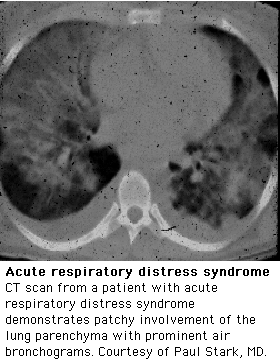 Acute respiratory distress syndrome
CT scan from a patient with acute
respiratory distress syndrome
demonstrates patchy involvement of the
lung parenchyma with prominent air
bronchograms. Courtesy of Paul Stark, MD.